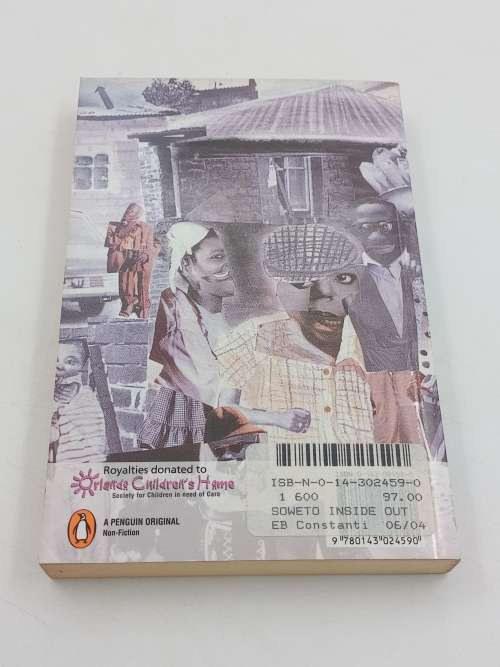 Royalties donated to
Orlando Children's Home
Society for Children in need of Care
A PENGUIN ORIGINAL
Non-Fiction
ISB-N-0-14-302459-0
1 600 97.00
SOWETO INSIDE OUT
EB Constanti 06/04
9 780143 024590